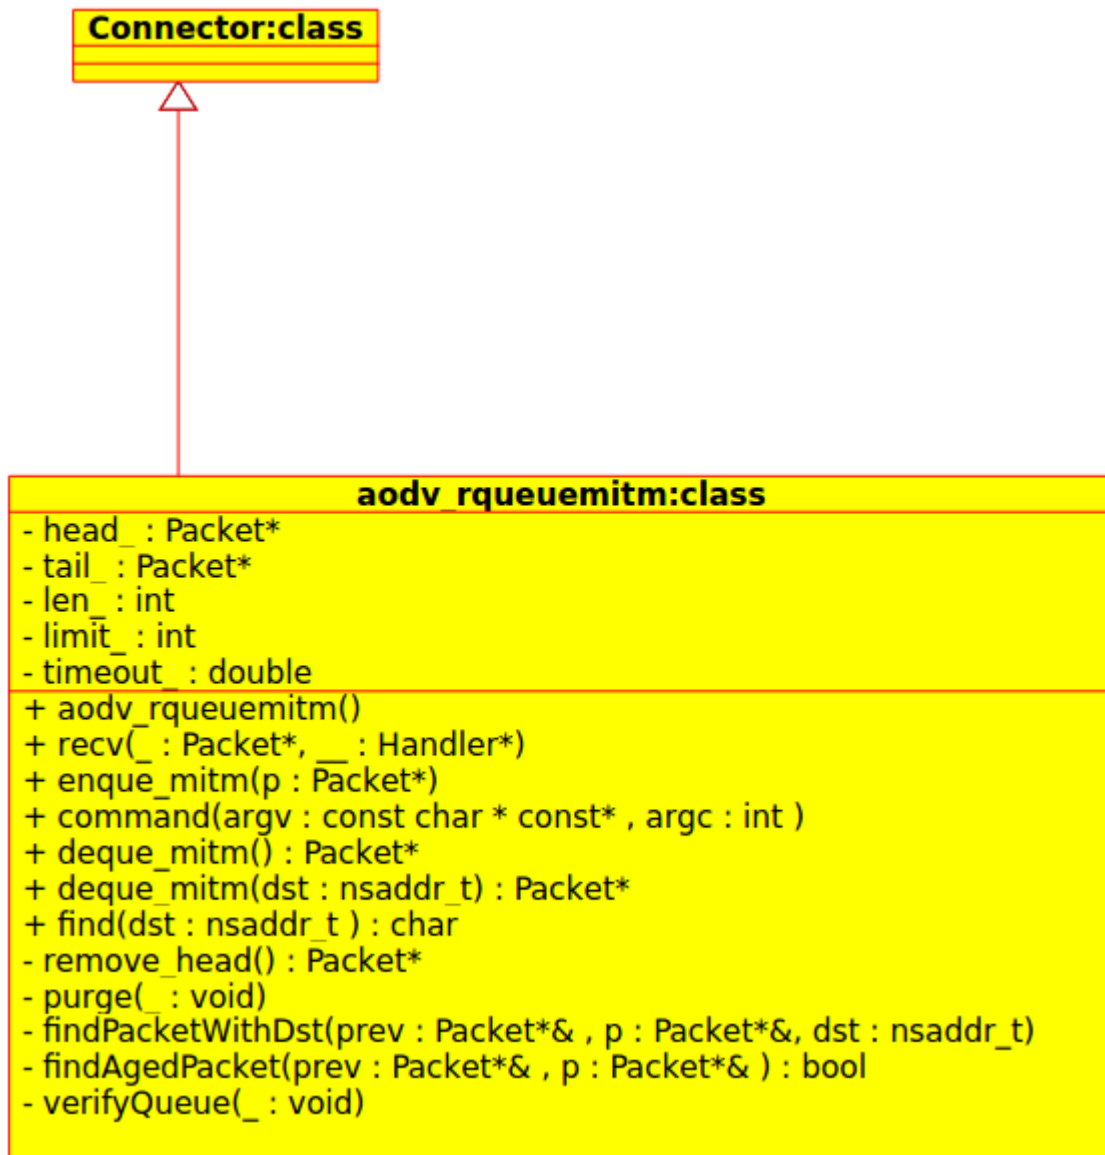 Connector:class
aodv_rqueuemitm:class
- head_ : Packet*
- tail_ : Packet*
- len_ : int
- limit_ : int
- timeout_ : double
+ aodv_rqueuemitm()
+ recv(_ : Packet*, __ : Handler*)
+ enque_mitm(p : Packet*)
+ command(argv : const char * const* , argc : int )
+ deque_mitm() : Packet*
+ deque_mitm(dst : nsaddr_t) : Packet*
+ find(dst : nsaddr_t ) : char
- remove_head() : Packet*
- purge(_ : void)
- findPacketWithDst(prev : Packet*& , p : Packet*&, dst : nsaddr_t)
- findAgedPacket(prev : Packet*& , p : Packet*& ) : bool
- verifyQueue(_ : void)